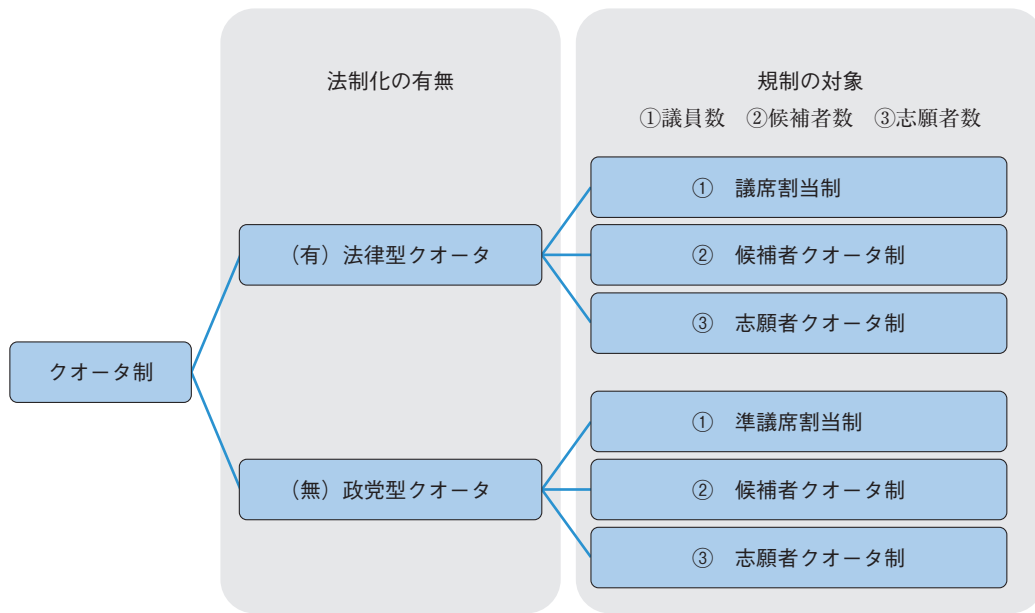 法制化の有無
規制の対象
①議員数　②候補者数　③志願者数
クオータ制
（有）法律型クオータ
①　議席割当制
②　候補者クオータ制
③　志願者クオータ制
（無）政党型クオータ
①　準議席割当制
②　候補者クオータ制
③　志願者クオータ制